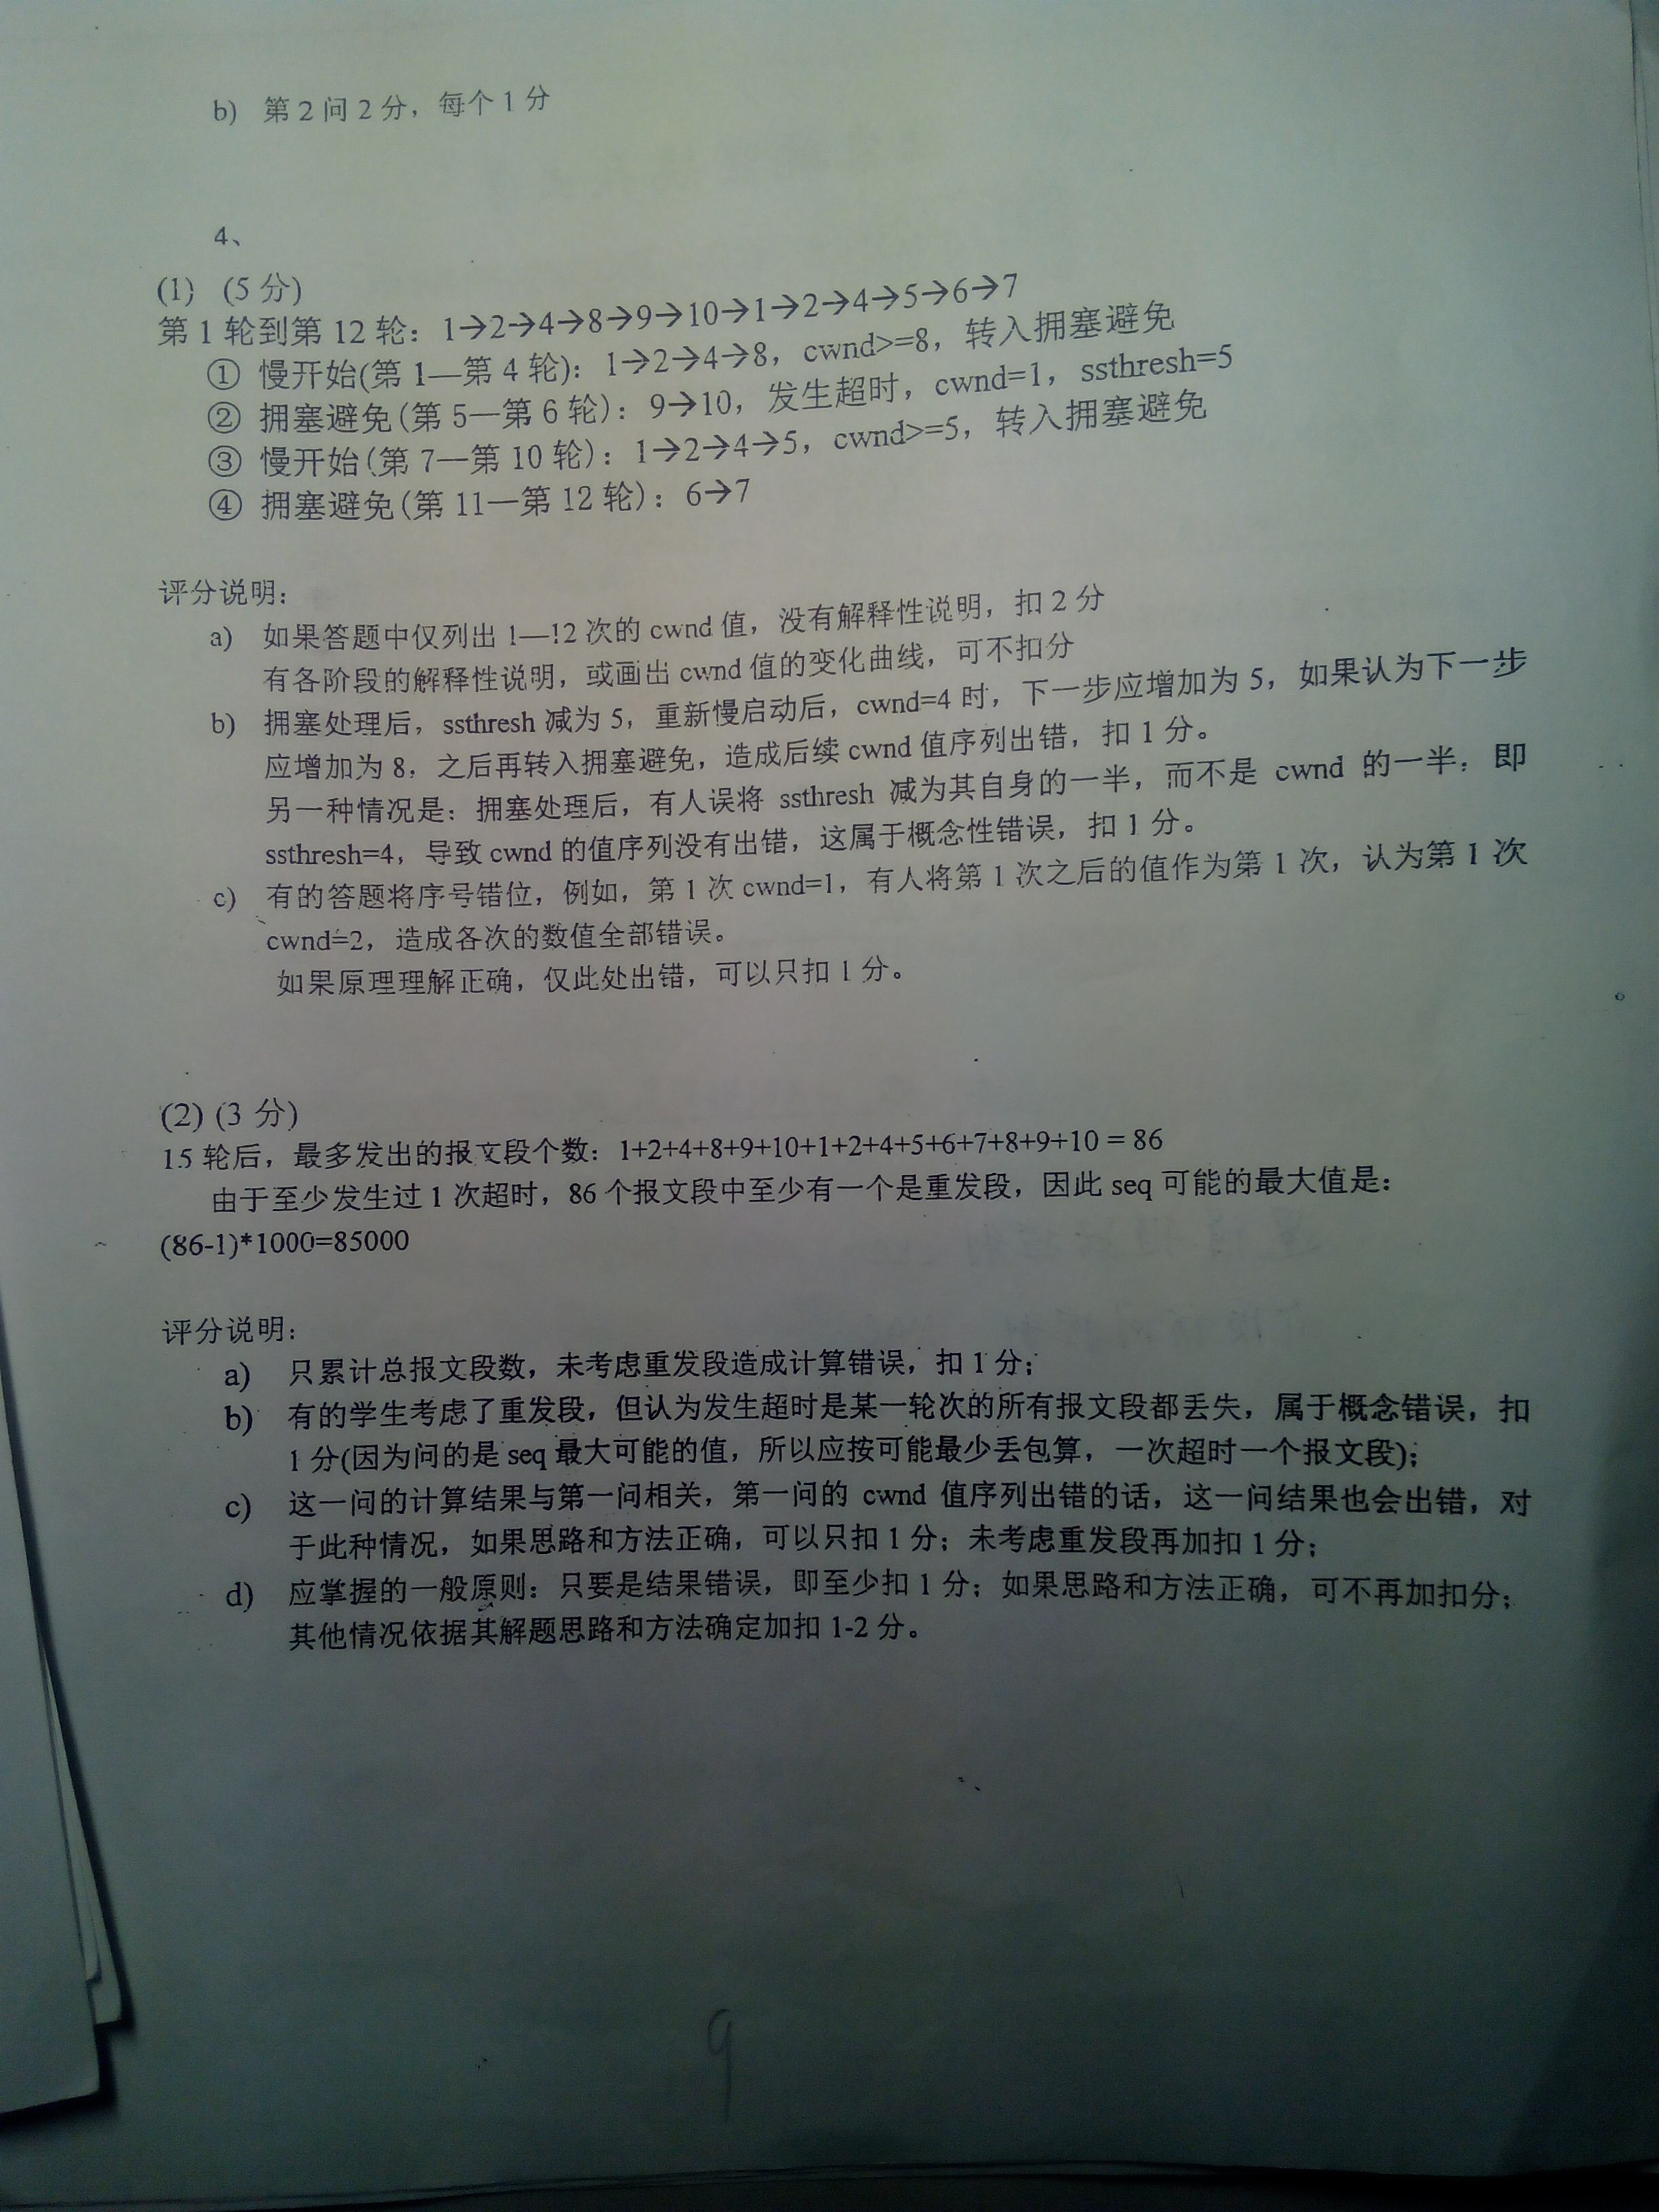 b) 第 2 问 2 分，每个 1 分
4、
(1) (5 分)
第 1 轮到第 12 轮：1→2→4→8→9→10→1→2→4→5→6→7
① 慢开始(第 1—第 4 轮)：1→2→4→8，cwnd>=8，转入拥塞避免
② 拥塞避免(第 5—第 6 轮)：9→10，发生超时，cwnd=1，ssthresh=5
③ 慢开始(第 7—第 10 轮)：1→2→4→5，cwnd>=5，转入拥塞避免
④ 拥塞避免(第 11—第 12 轮)：6→7
评分说明：
a) 如果答题中仅列出 1—12 次的 cwnd 值，没有解释性说明，扣 2 分
有各阶段的解释性说明，或画出 cwnd 值的变化曲线，可不扣分
b) 拥塞处理后，ssthresh 减为 5，重新慢启动后，cwnd=4 时，下一步应增加为 5，如果认为下一步
应增加为 8，之后再转入拥塞避免，造成后续 cwnd 值序列出错，扣 1 分。
另一种情况是：拥塞处理后，有人误将 ssthresh 减为其自身的一半，而不是 cwnd 的一半，即
ssthresh=4，导致 cwnd 的值序列没有出错，这属于概念性错误，扣 1 分。
c) 有的答题将序号错位，例如，第 1 次 cwnd=1，有人将第 1 次之后的值作为第 1 次，认为第 1 次
cwnd=2，造成各次的数值全部错误。
如果原理理解正确，仅此处出错，可以只扣 1 分。
(2) (3 分)
15 轮后，最多发出的报文段个数：1+2+4+8+9+10+1+2+4+5+6+7+8+9+10 = 86
由于至少发生过 1 次超时，86 个报文段中至少有一个是重发段，因此 seq 可能的最大值是：
(86-1)*1000=85000
评分说明：
a) 只累计总报文段数，未考虑重发段造成计算错误，扣 1 分；
b) 有的学生考虑了重发段，但认为发生超时是某一轮次的所有报文段都丢失，属于概念错误，扣
1 分(因为问的是 seq 最大可能的值，所以应按可能最少丢包算，一次超时一个报文段)；
c) 这一问的计算结果与第一问相关，第一问的 cwnd 值序列出错的话，这一问结果也会出错，对
于此种情况，如果思路和方法正确，可以只扣 1 分；未考虑重发段再加扣 1 分；
d) 应掌握的一般原则：只要是结果错误，即至少扣 1 分；如果思路和方法正确，可不再加扣分；
其他情况依据其解题思路和方法确定加扣 1-2 分。
9